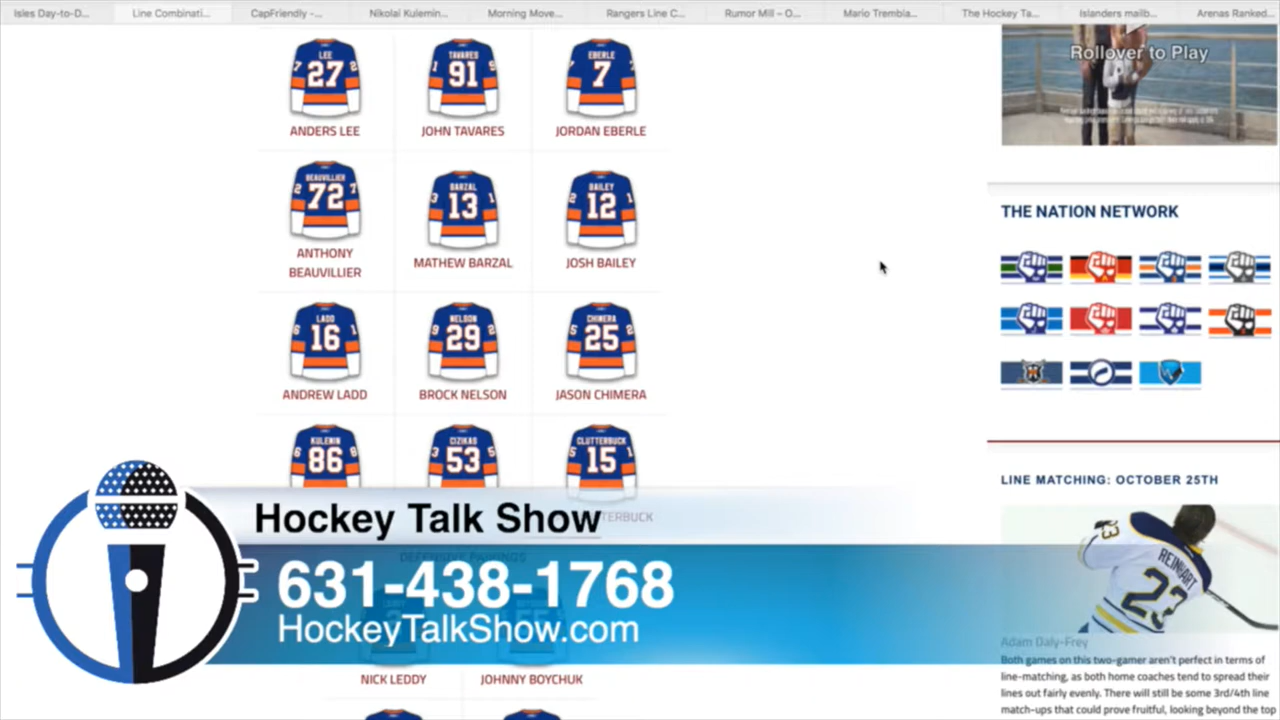 Isles Day-to-D...
Line Combinati...
CapFriendly -...
Nikolai Kulemin...
Morning Move...
Rangers Line C...
Rumor Mill – O...
Mario Trembla...
The Hockey Ta...
Islanders mailb...
Arenas Ranked...
LEE
27
TAVARES
91
EBERLE
7
ANDERS LEE
JOHN TAVARES
JORDAN EBERLE
BEAUVILLIER
72
BARZAL
13
BAILEY
12
ANTHONY
BEAUVILLIER
MATHEW BARZAL
JOSH BAILEY
LADD
16
NELSON
29
CHIMERA
25
ANDREW LADD
BROCK NELSON
JASON CHIMERA
KULEMIN
86
CIZIKAS
53
CLUTTERBUCK
15
TERBUCK
DEFENSIVE PAIRINGS
Hockey Talk Show
631-438-1768
HockeyTalkShow.com
NICK LEDDY
JOHNNY BOYCHUK
Rollover to Play
THE NATION NETWORK
LINE MATCHING: OCTOBER 25TH
REINHART
23
Adam Daly-Frey
Both games on this two-gamer aren't perfect in terms of
line-matching, as both home coaches tend to spread their
lines out fairly evenly. There will still be some 3rd/4th line
match-ups that could prove fruitful, looking beyond the top